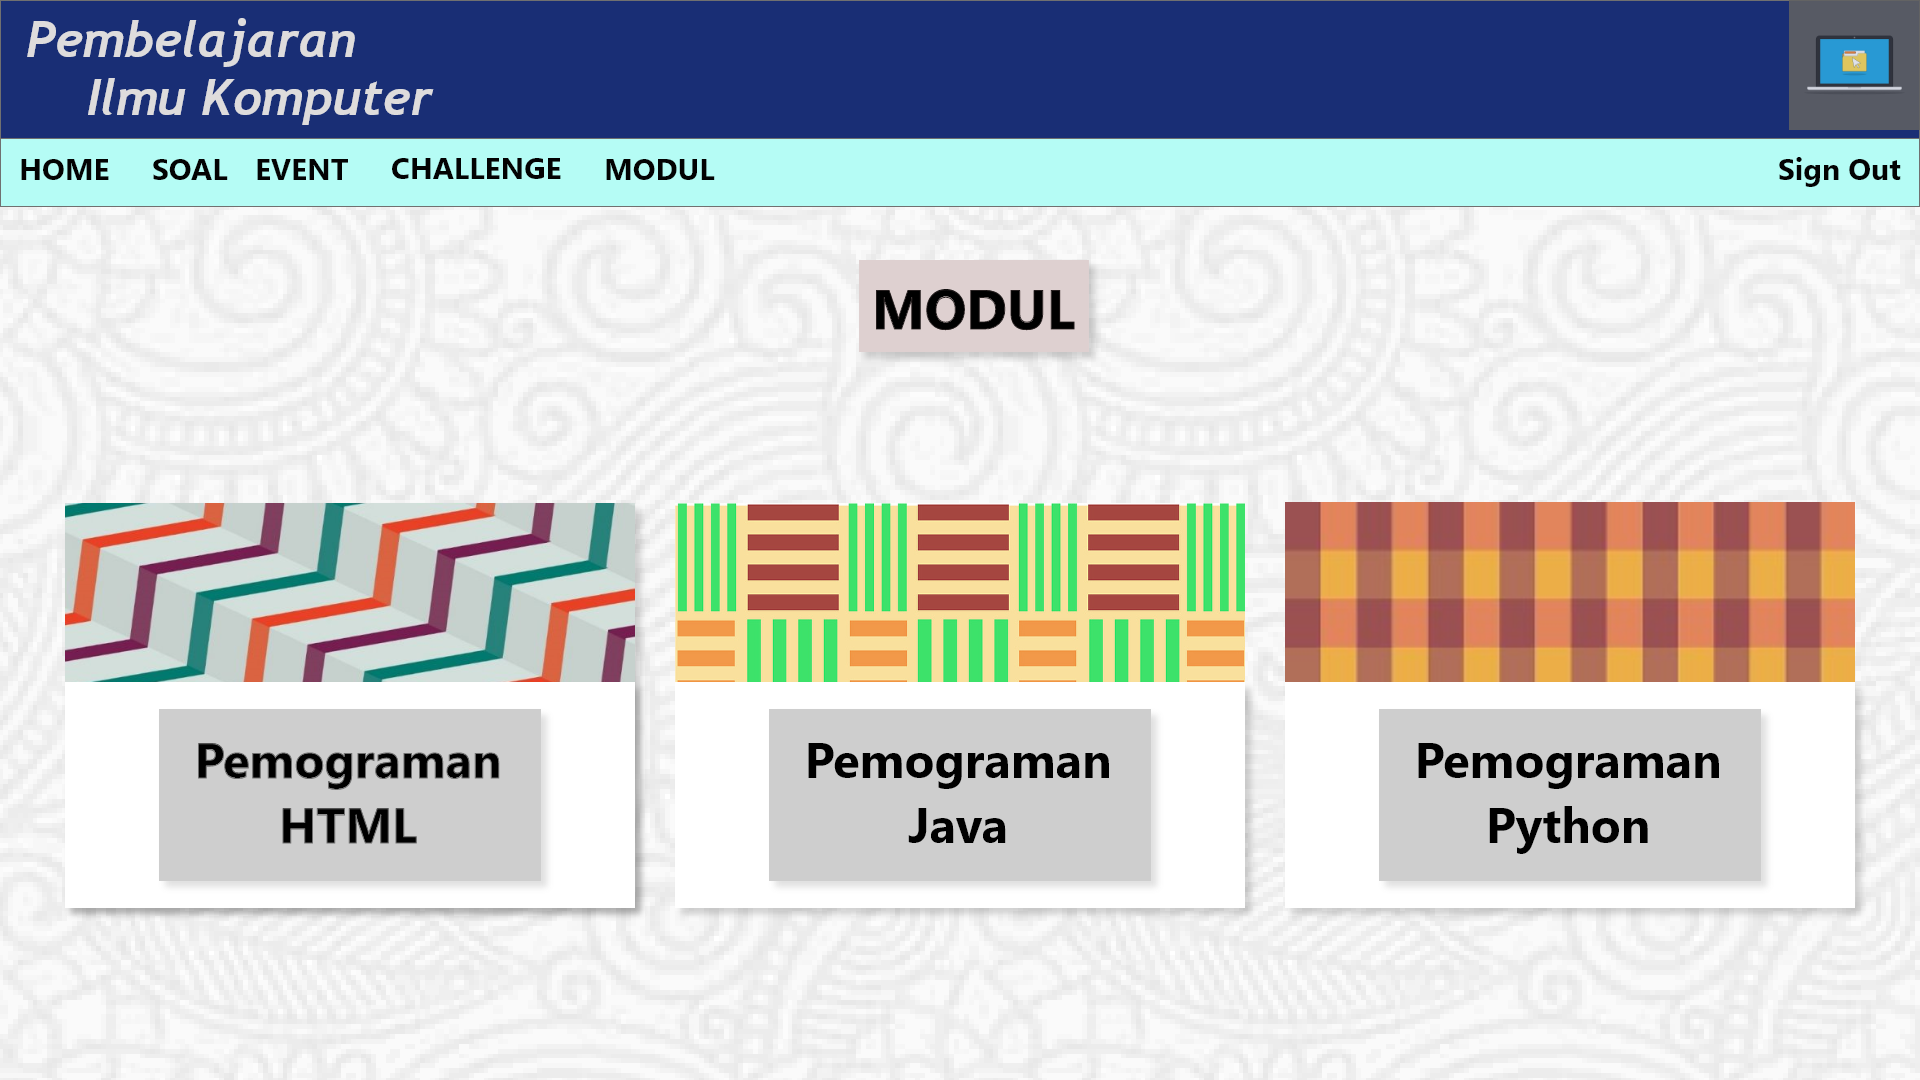 Pembelajaran
Ilmu Komputer
HOME SOAL EVENT CHALLENGE MODUL Sign Out
MODUL
Pemograman
HTML
Pemograman
Java
Pemograman
Python